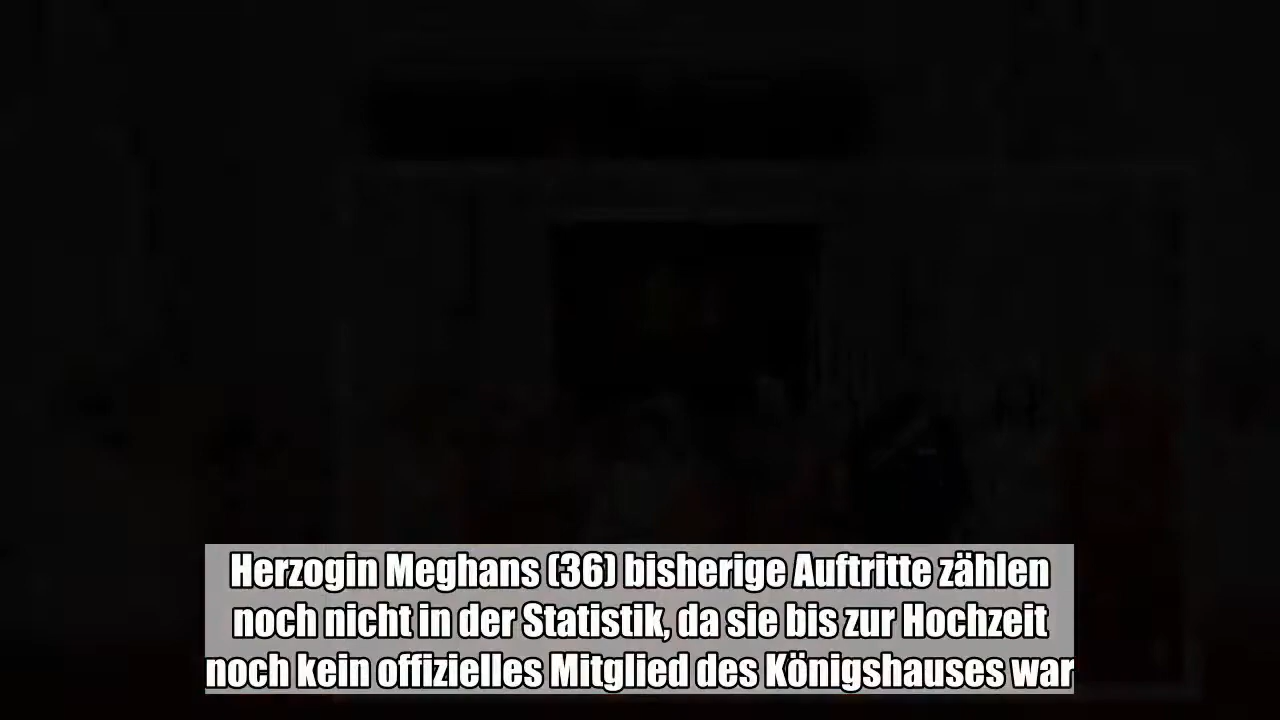 Herzogin Meghans (36) bisherige Auftritte zählen
noch nicht in der Statistik, da sie bis zur Hochzeit
noch kein offizielles Mitglied des Königshauses war